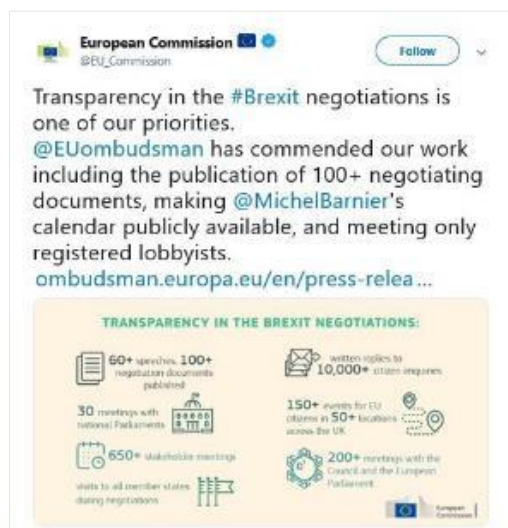 European Commission
@EU_Commission
Follow
Transparency in the #Brexit negotiations is
one of our priorities.
@EUombudsman has commended our work
including the publication of 100+ negotiating
documents, making @MichelBarnier's
calendar publicly available, and meeting only
registered lobbyists.
ombudsman.europa.eu/en/press-relea...
TRANSPARENCY IN THE BREXIT NEGOTIATIONS:
60+ speeches, 100+
negotiation documents
published
written replies to
10,000+ citizen enquiries
30 meetings with
national Parliaments
150+ events for EU
citizens in 50+ locations
across the UK
650+ stakeholder meetings
200+ meetings with the
Council and the European
Parliament
visits to all member states
during negotiations
European
Commission